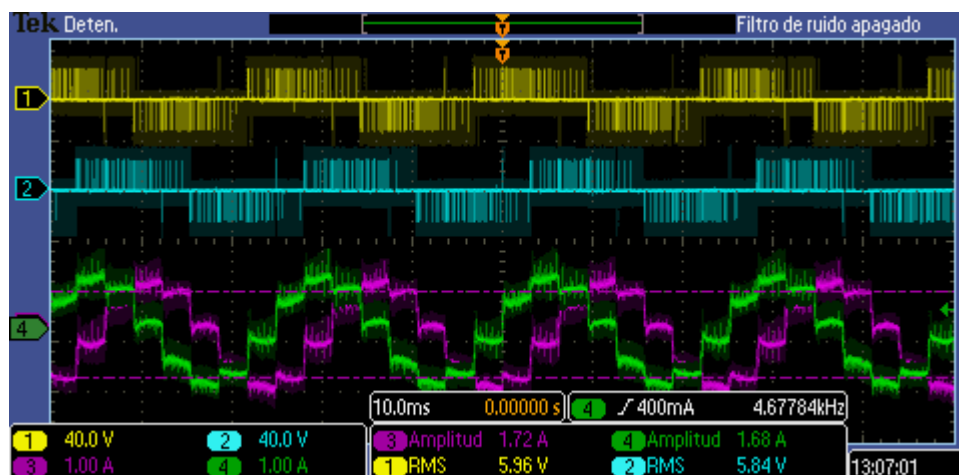 Tek Deten. Filtro de ruido apagado
T
T
1
2
4
10.0ms 0.00000 s 4 400mA 4.67784kHz
1 40.0 V 2 40.0 V 3 Amplitud 1.72 A 4 Amplitud 1.68 A
3 1.00 A 4 1.00 A 1 RMS 5.96 V 2 RMS 5.84 V 13:07:01